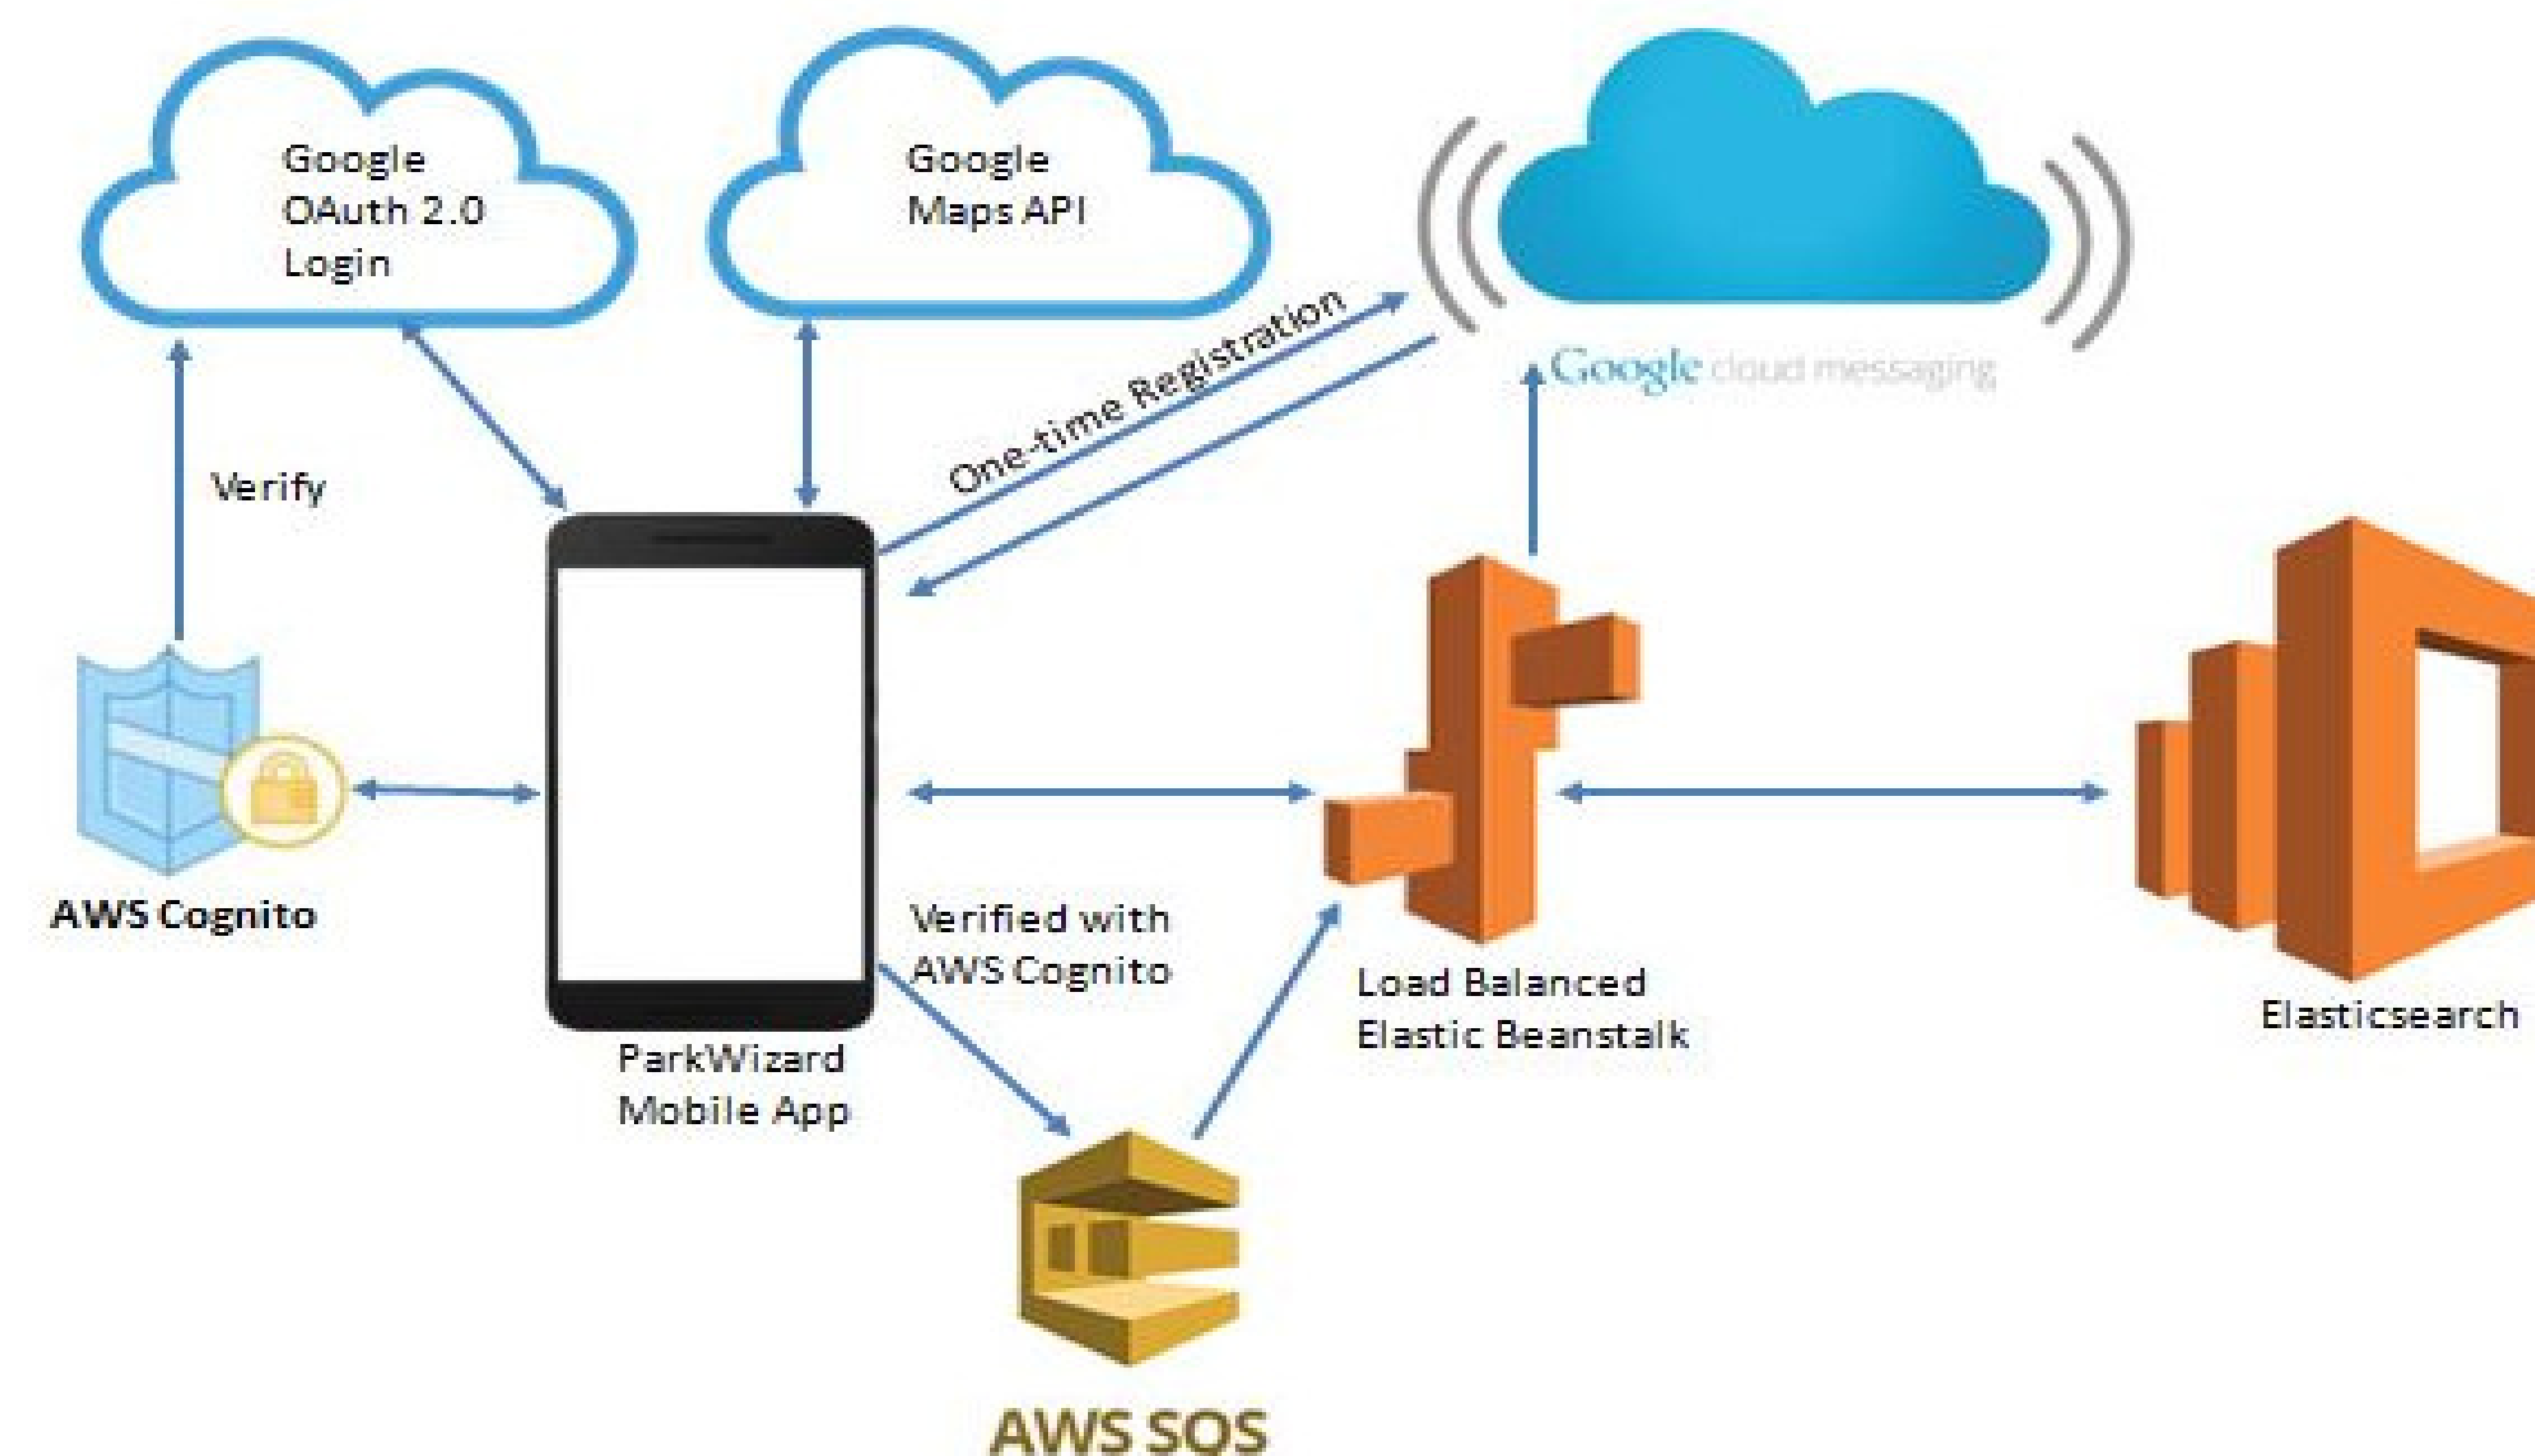 Google
OAuth 2.0
Login
Google
Maps API
One-time Registration
Google cloud messaging
Verify
AWS Cognito
Verified with
AWS Cognito
Load Balanced
Elastic Beanstalk
Elasticsearch
ParkWizard
Mobile App
AWS SQS